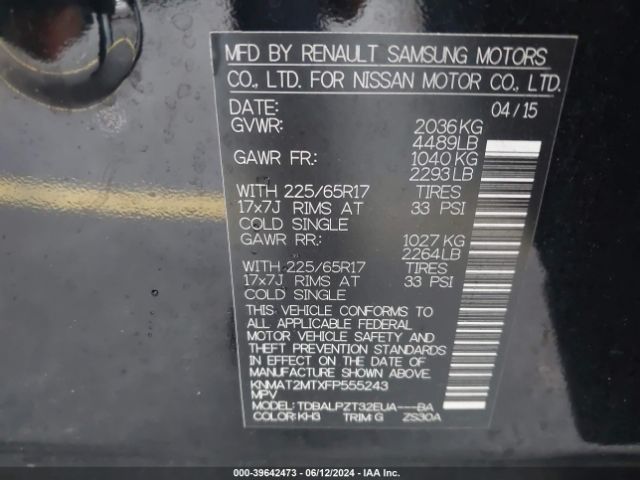 MFD BY RENAULT SAMSUNG MOTORS
CO., LTD. FOR NISSAN MOTOR CO., LTD.
DATE: 04/15
GVWR: 2036KG
4489LB
GAWR FR.: 1040KG
2293LB
WITH 225/65R17 TIRES
17x7J RIMS AT 33 PSI
COLD SINGLE
GAWR RR.: 1027 KG
2264LB
WITH 225/65R17 TIRES
17x7J RIMS AT 33 PSI
COLD SINGLE
THIS VEHICLE CONFORMS TO
ALL APPLICABLE FEDERAL
MOTOR VEHICLE SAFETY AND
THEFT PREVENTION STANDARDS
IN EFFECT ON THE DATE OF
MANUFACTURE SHOWN ABOVE.
KNMAT2MTXFP555243
MPV
MODEL: TDBALPZT32EUA---BA
COLOR: KH3 TRIM: G ZS30A
000-39642473 - 06/12/2024 - IAA Inc.